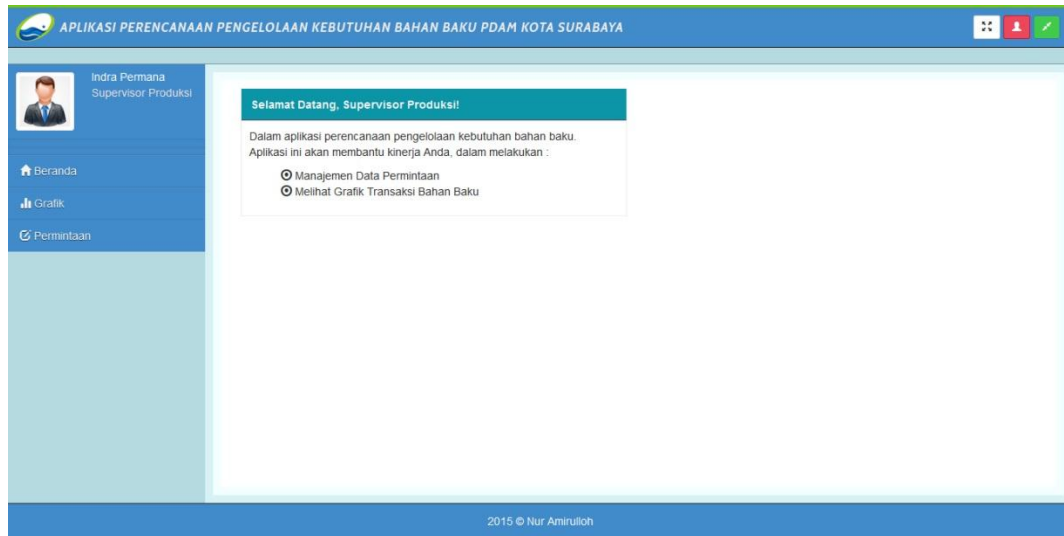 APLIKASI PERENCANAAN PENGELOLAAN KEBUTUHAN BAHAN BAKU PDAM KOTA SURABAYA
Indra Permana
Supervisor Produksi
Beranda
Grafik
Permintaan
Selamat Datang, Supervisor Produksi!
Dalam aplikasi perencanaan pengelolaan kebutuhan bahan baku.
Aplikasi ini akan membantu kinerja Anda, dalam melakukan :
Manajemen Data Permintaan
Melihat Grafik Transaksi Bahan Baku
2015 © Nur Amirulloh